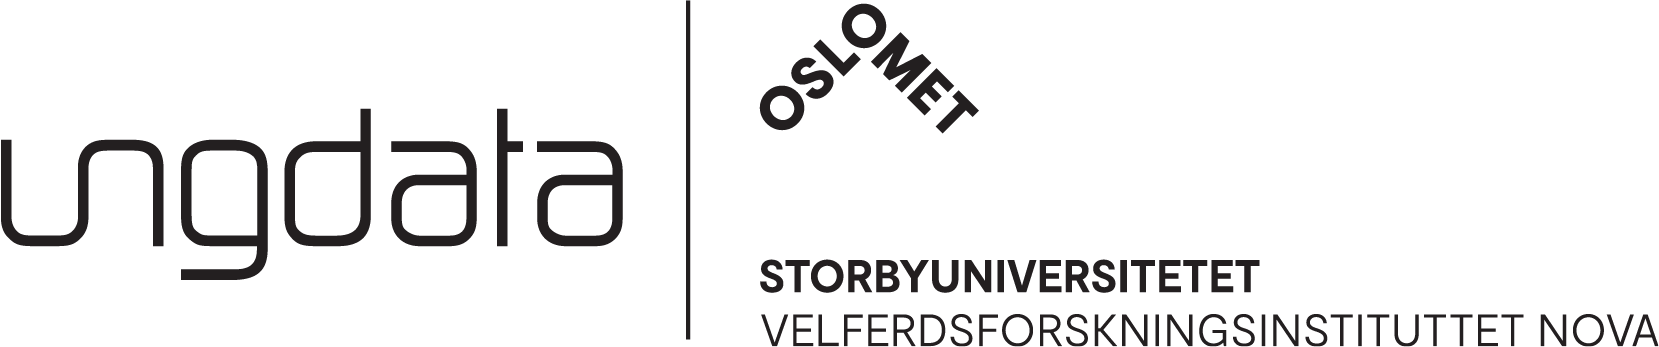 ungdata
OSLOMET
STORBYUNIVERSITETET
VELFERDSFORSKNINGSINSTITUTTET NOVA